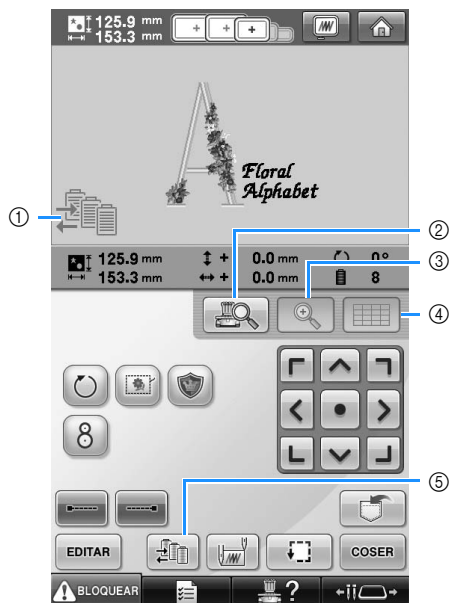 125.9 mm
153.3 mm
A
Floral
Alphabet
①
②
125.9 mm + 0.0 mm 0°
153.3 mm + 0.0 mm 8
③
④
8
⑤
EDITAR COSER
BLOQUEAR ?